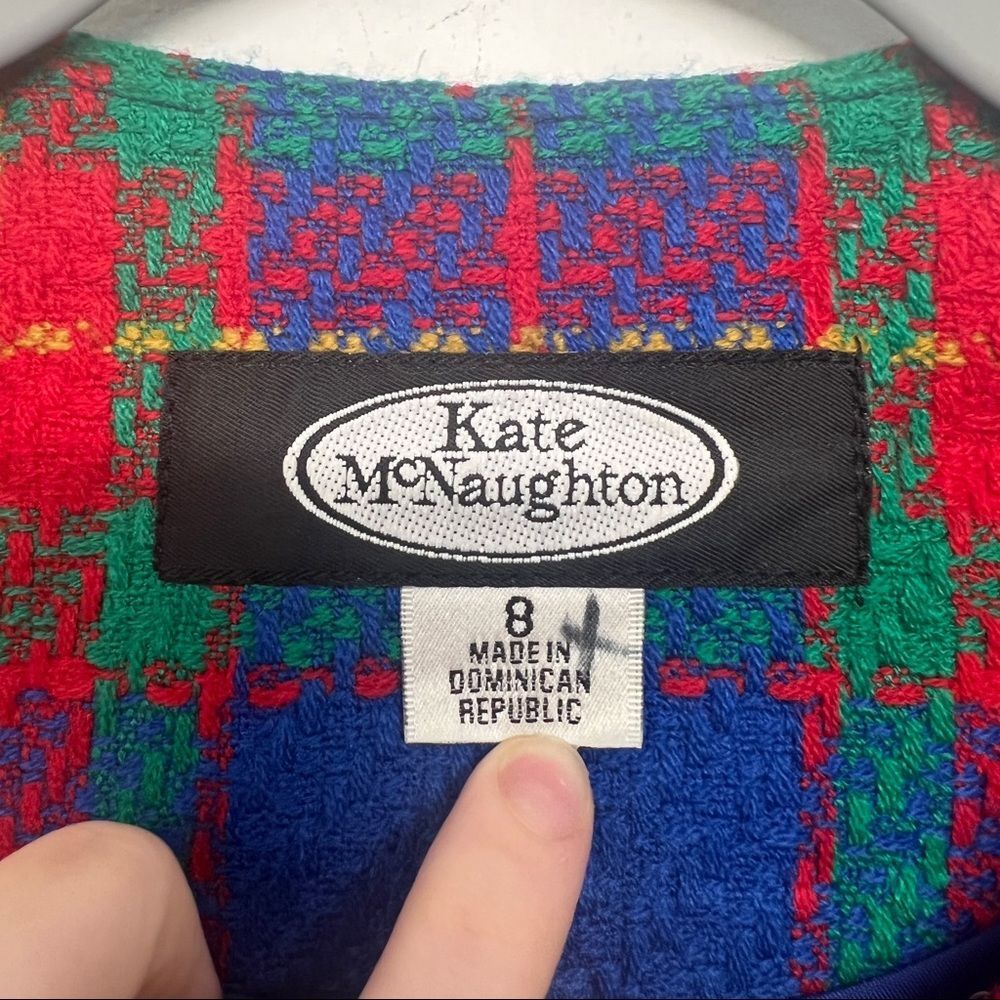 Kate
McNaughton
8
MADE IN
DOMINICAN
REPUBLIC